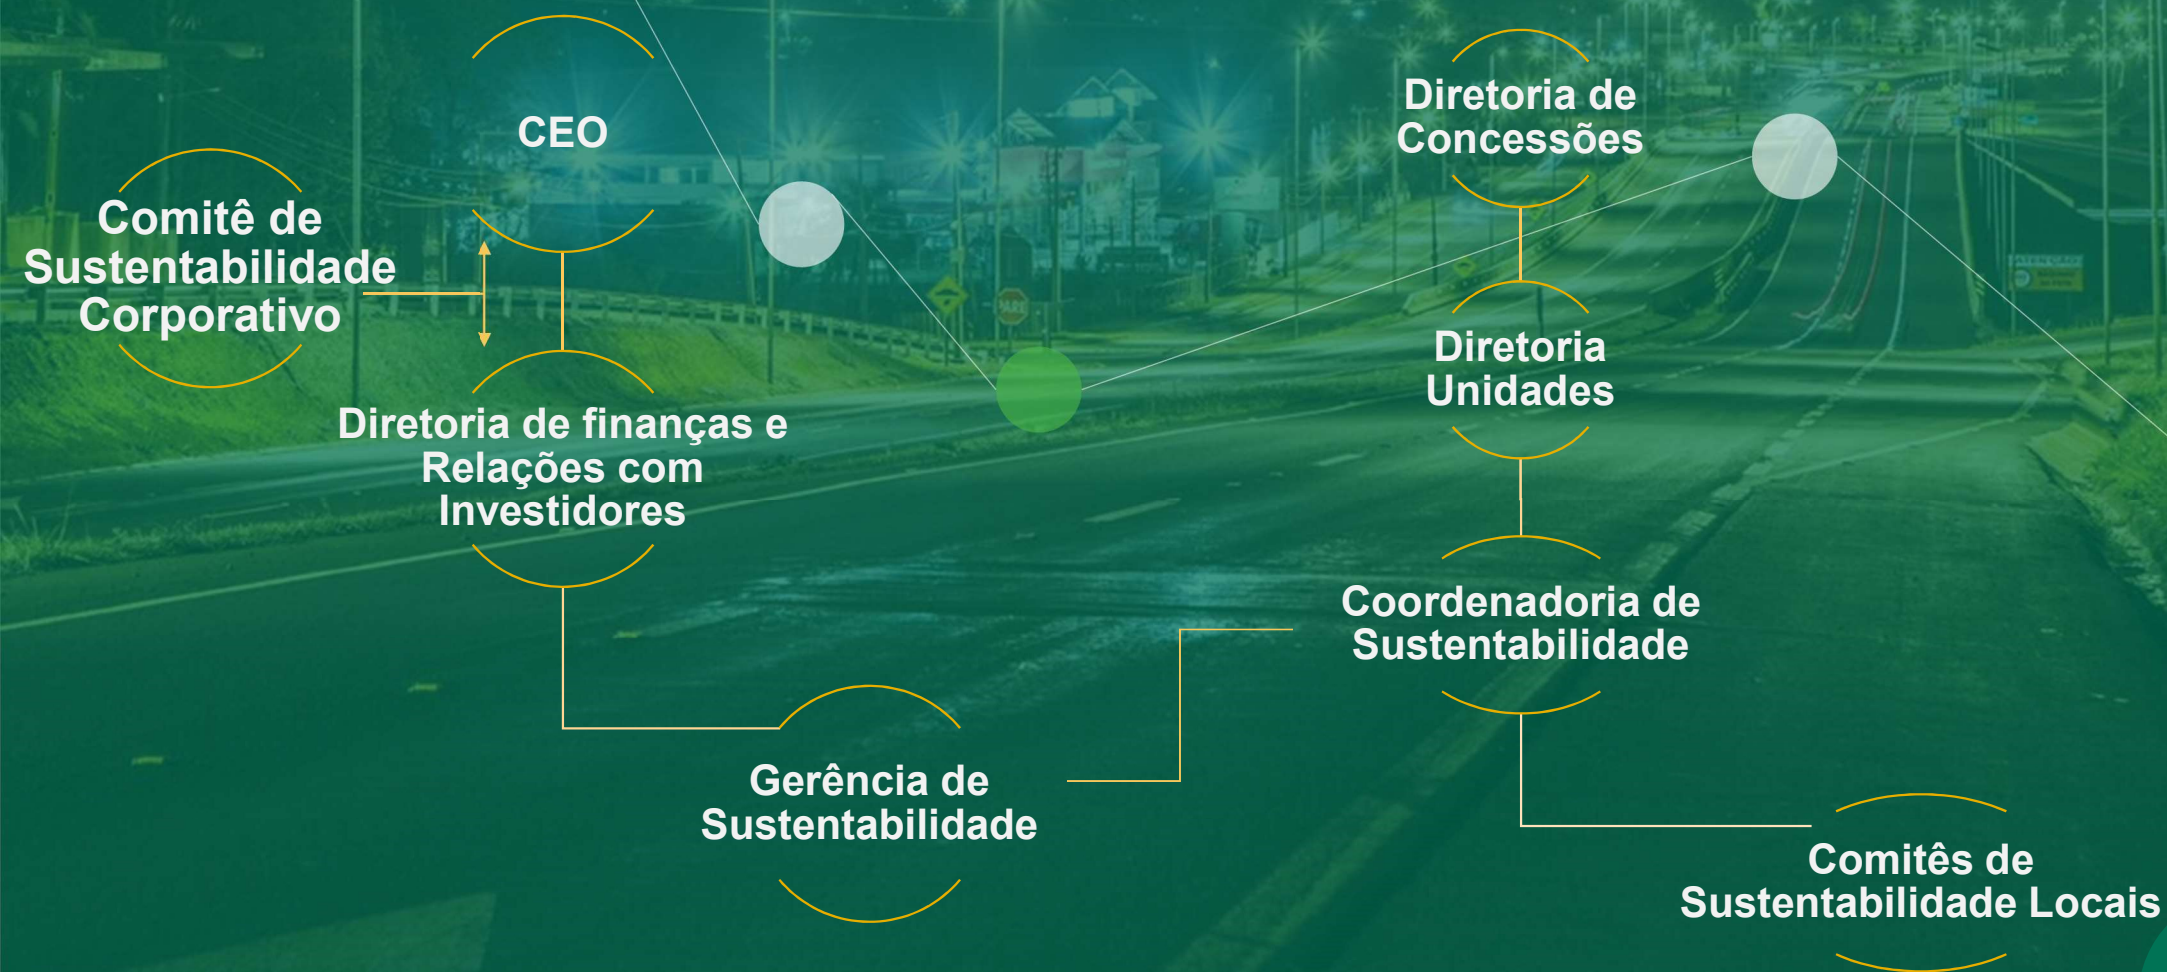 CEO
Comitê de
Sustentabilidade
Corporativo
Diretoria de finanças e
Relações com
Investidores
Gerência de
Sustentabilidade
Diretoria de
Concessões
Diretoria
Unidades
Coordenadoria de
Sustentabilidade
Comitês de
Sustentabilidade Locais